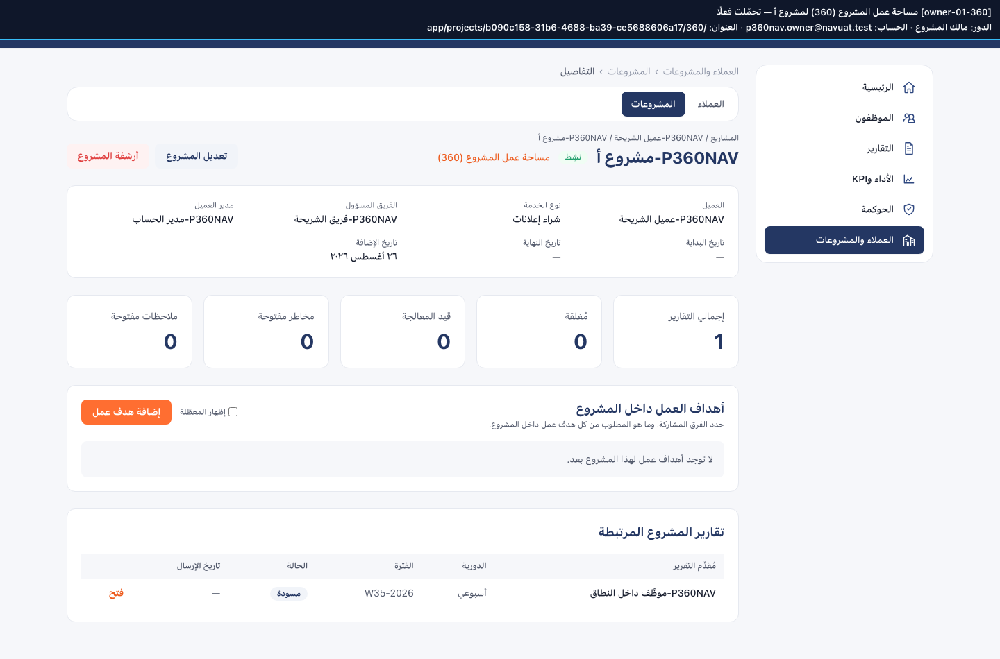 [owner-01-360] مساحة عمل المشروع (360) لمشروع أ — تحمّلت فعلًا
الدور: مالك المشروع · الحساب: p360nav.owner@navuat.test · العنوان: /app/projects/b090c158-31b6-4688-ba39-ce5688606a17/360
الرئيسية
الموظفون
التقارير
الأداء وKPI
الحوكمة
العملاء والمشروعات
العملاء والمشروعات › المشروعات › التفاصيل
العملاء المشروعات
المشاريع / P360NAV-عميل الشريحة / P360NAV-مشروع أ
P360NAV-مشروع أ نشط مساحة عمل المشروع (360) تعديل المشروع أرشفة المشروع
العميل نوع الخدمة الفريق المسؤول مدير العميل
P360NAV-عميل الشريحة شراء إعلانات P360NAV-فريق الشريحة P360NAV-مدير الحساب
تاريخ البداية تاريخ النهاية تاريخ الإضافة
— — ٢٦ أغسطس ٢٠٢٦
إجمالي التقارير مُغلقة قيد المعالجة مخاطر مفتوحة ملاحظات مفتوحة
1 0 0 0 0
أهداف العمل داخل المشروع إظهار المعطلة إضافة هدف عمل
حدد الفرق المشاركة، وما هو المطلوب من كل هدف عمل داخل المشروع.
لا توجد أهداف عمل لهذا المشروع بعد.
تقارير المشروع المرتبطة
مُقدّم التقرير الدورية الفترة الحالة تاريخ الإرسال
P360NAV-موظّف داخل النطاق أسبوعي 2026-W35 مسودة — فتح